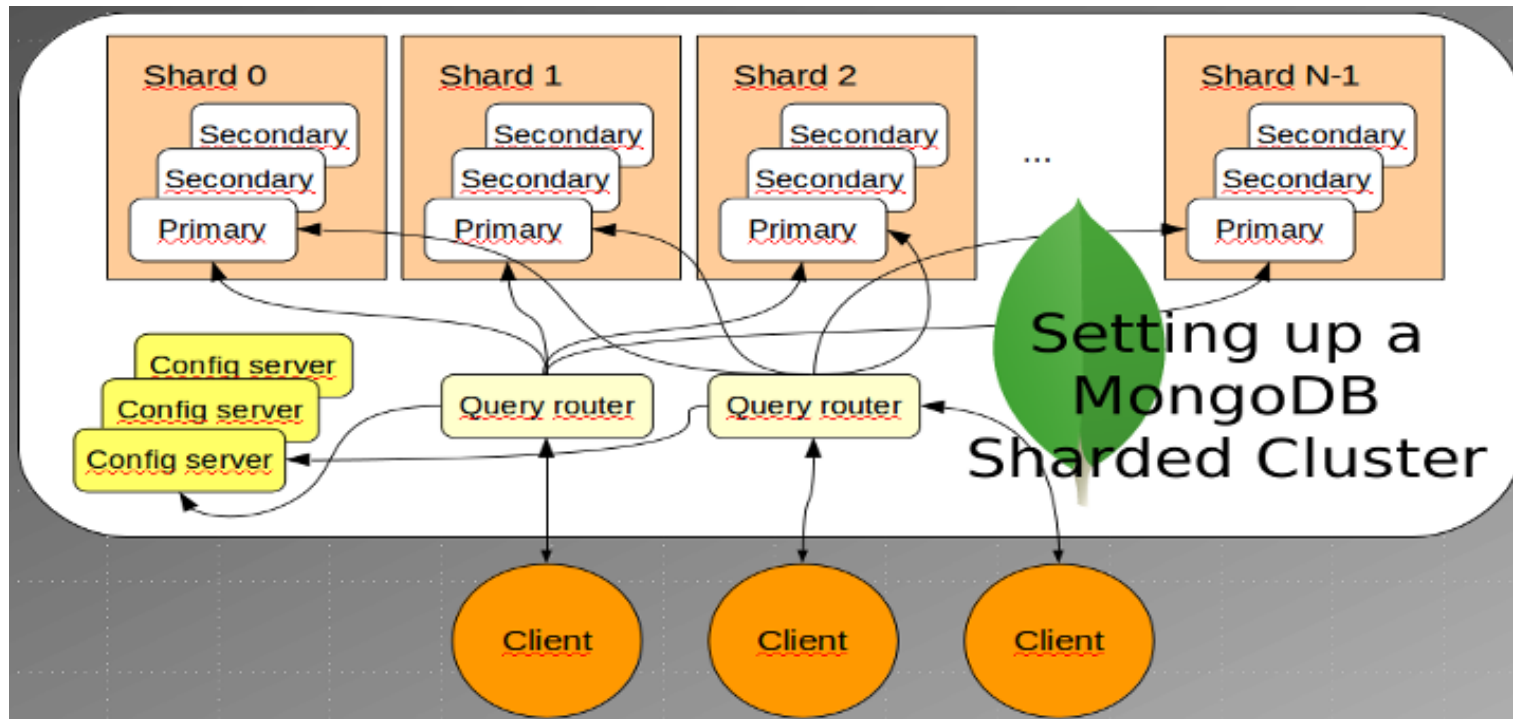 Shard 0
Secondary
Secondary
Primary
Shard 1
Secondary
Secondary
Primary
Shard 2
Secondary
Secondary
Primary
...
Shard N-1
Secondary
Secondary
Primary
Config server
Config server
Config server
Query router
Query router
Setting up a
MongoDB
Sharded Cluster
Client
Client
Client